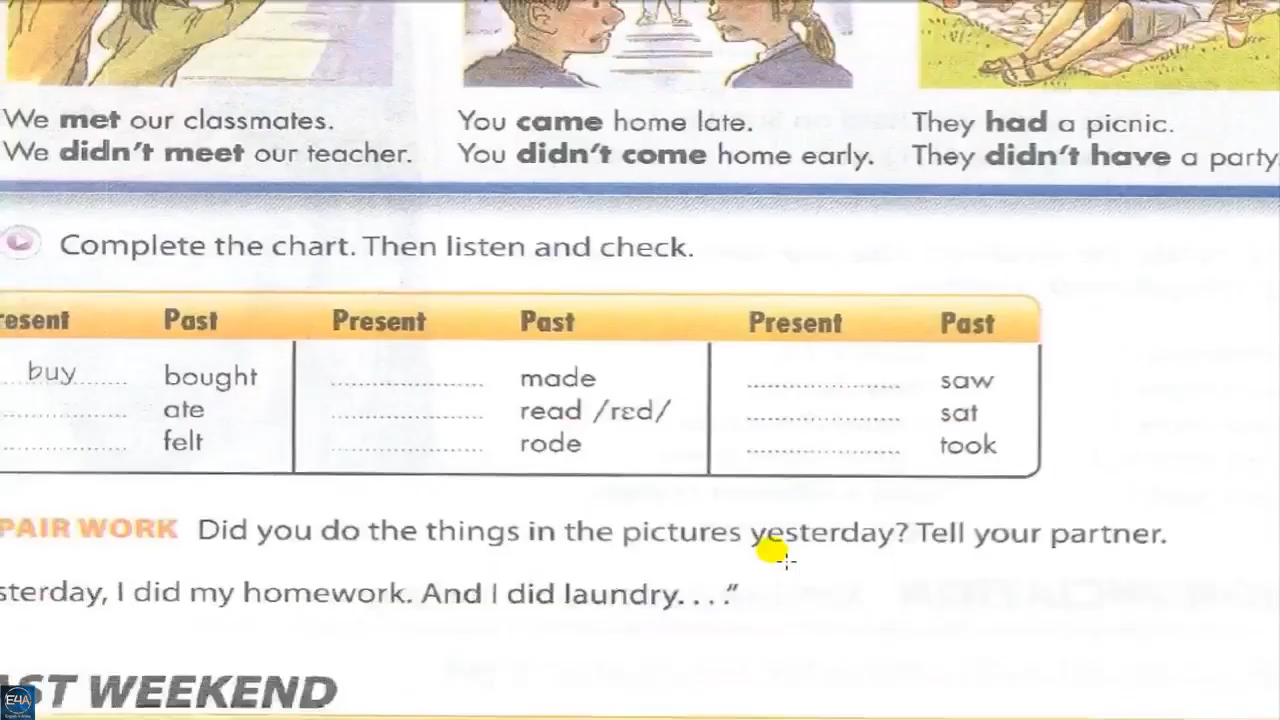 We met our classmates. You came home late. They had a picnic.
We didn't meet our teacher. You didn't come home early. They didn't have a party
Complete the chart. Then listen and check.
resent Past Present Past Present Past
buy bought made saw
ate read /rɛd/ sat
felt rode took
PAIR WORK Did you do the things in the pictures yesterday? Tell your partner.
sterday, I did my homework. And I did laundry. . . ."
AST WEEKEND
E4A